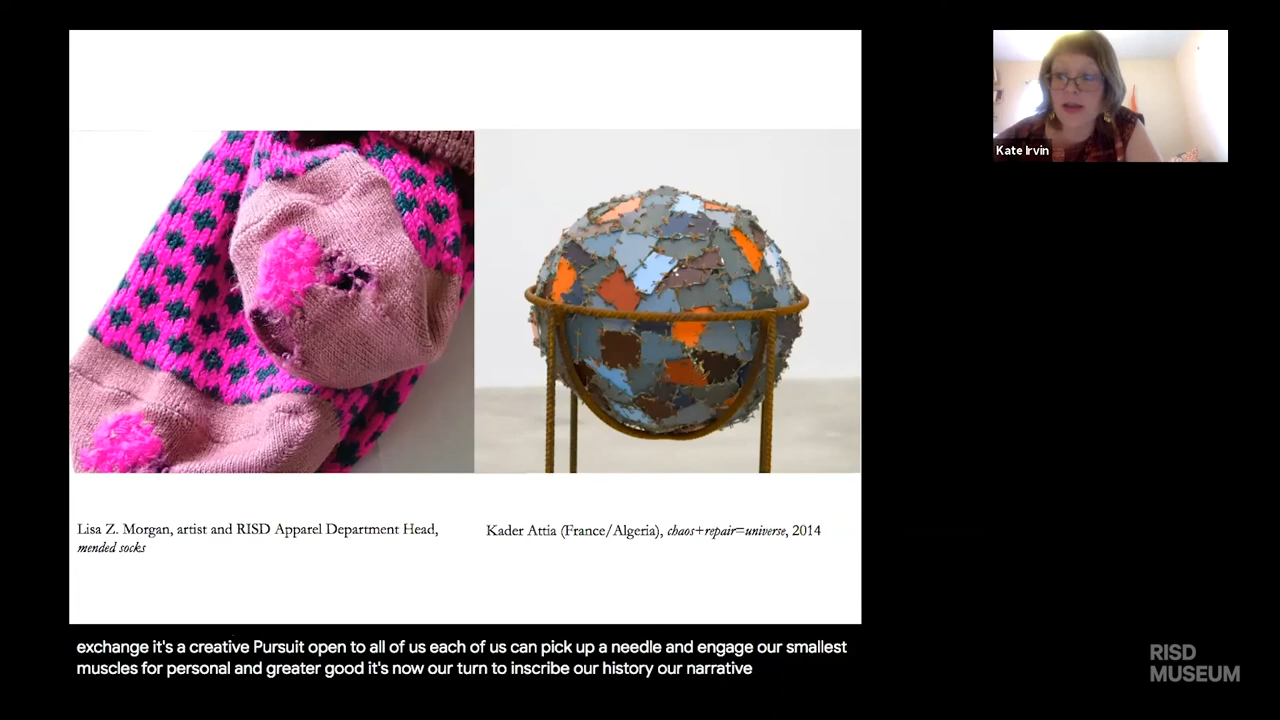 Kate Irvin
Lisa Z. Morgan, artist and RISD Apparel Department Head,
mended socks
Kader Attia (France/Algeria), chaos+repair=universe, 2014
exchange it's a creative Pursuit open to all of us each of us can pick up a needle and engage our smallest
muscles for personal and greater good it's now our turn to inscribe our history our narrative
RISD
MUSEUM